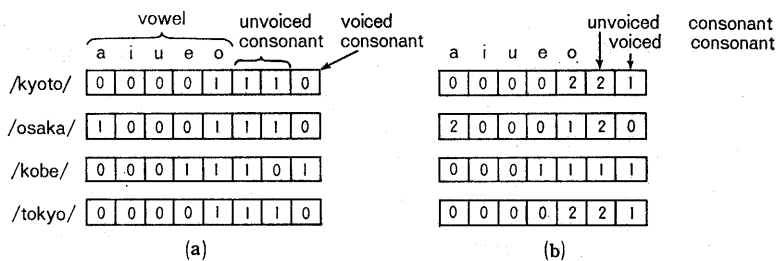 vowel unvoiced consonant voiced consonant
a i u e o
/kyoto/ 0 0 0 0 1 1 1 0
/osaka/ 1 0 0 0 1 1 1 0
/kobe/ 0 0 0 1 1 1 0 1
/tokyo/ 0 0 0 0 1 1 1 0
(a)
unvoiced consonant
voiced consonant
a i u e o
0 0 0 0 2 2 1
2 0 0 0 1 2 0
0 0 0 1 1 1 1
0 0 0 0 2 2 1
(b)